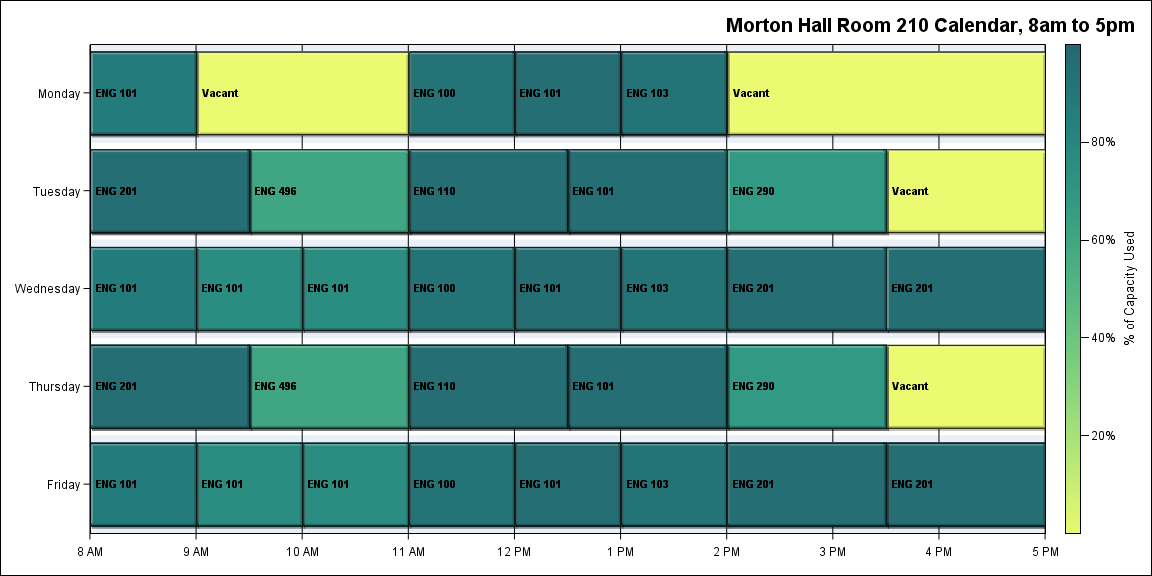 Morton Hall Room 210 Calendar, 8am to 5pm
Monday
ENG 101
Vacant
ENG 100
ENG 101
ENG 103
Vacant
Tuesday
ENG 201
ENG 496
ENG 110
ENG 101
ENG 290
Vacant
Wednesday
ENG 101
ENG 101
ENG 101
ENG 100
ENG 101
ENG 103
ENG 201
ENG 201
Thursday
ENG 201
ENG 496
ENG 110
ENG 101
ENG 290
Vacant
Friday
ENG 101
ENG 101
ENG 101
ENG 100
ENG 101
ENG 103
ENG 201
ENG 201
8 AM
9 AM
10 AM
11 AM
12 PM
1 PM
2 PM
3 PM
4 PM
5 PM
80%
60%
40%
20%
% of Capacity Used